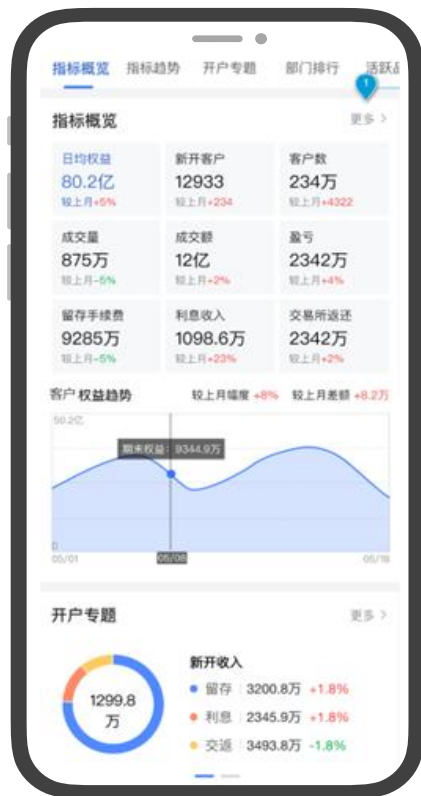 指标概览 指标趋势 开户专题 部门排行 活跃
1
指标概览 更多 >
日均权益 新开客户 客户数
80.2亿 12933 234万
较上月+5% 较上月+234 较上月+4322
成交量 成交额 盈亏
875万 12亿 2342万
较上月-5% 较上月+2% 较上月+4%
留存手续费 利息收入 交易所返还
9285万 1098.6万 2342万
较上月-5% 较上月+23% 较上月+2%
客户权益趋势 较上月幅度 +8% 较上月差额 +8.2万
50.2亿
期末权益：9344.9万
0
05/01 05/08 05/18
开户专题 更多 >
新开收入
1299.8
万
留存 3200.8万 +1.8%
利息 2345.9万 +1.8%
交返 3493.8万 -1.8%